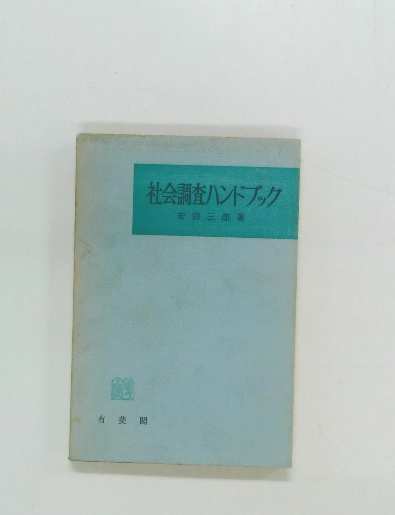 社会調査ハンドブック
安田三郎著
有斐閣